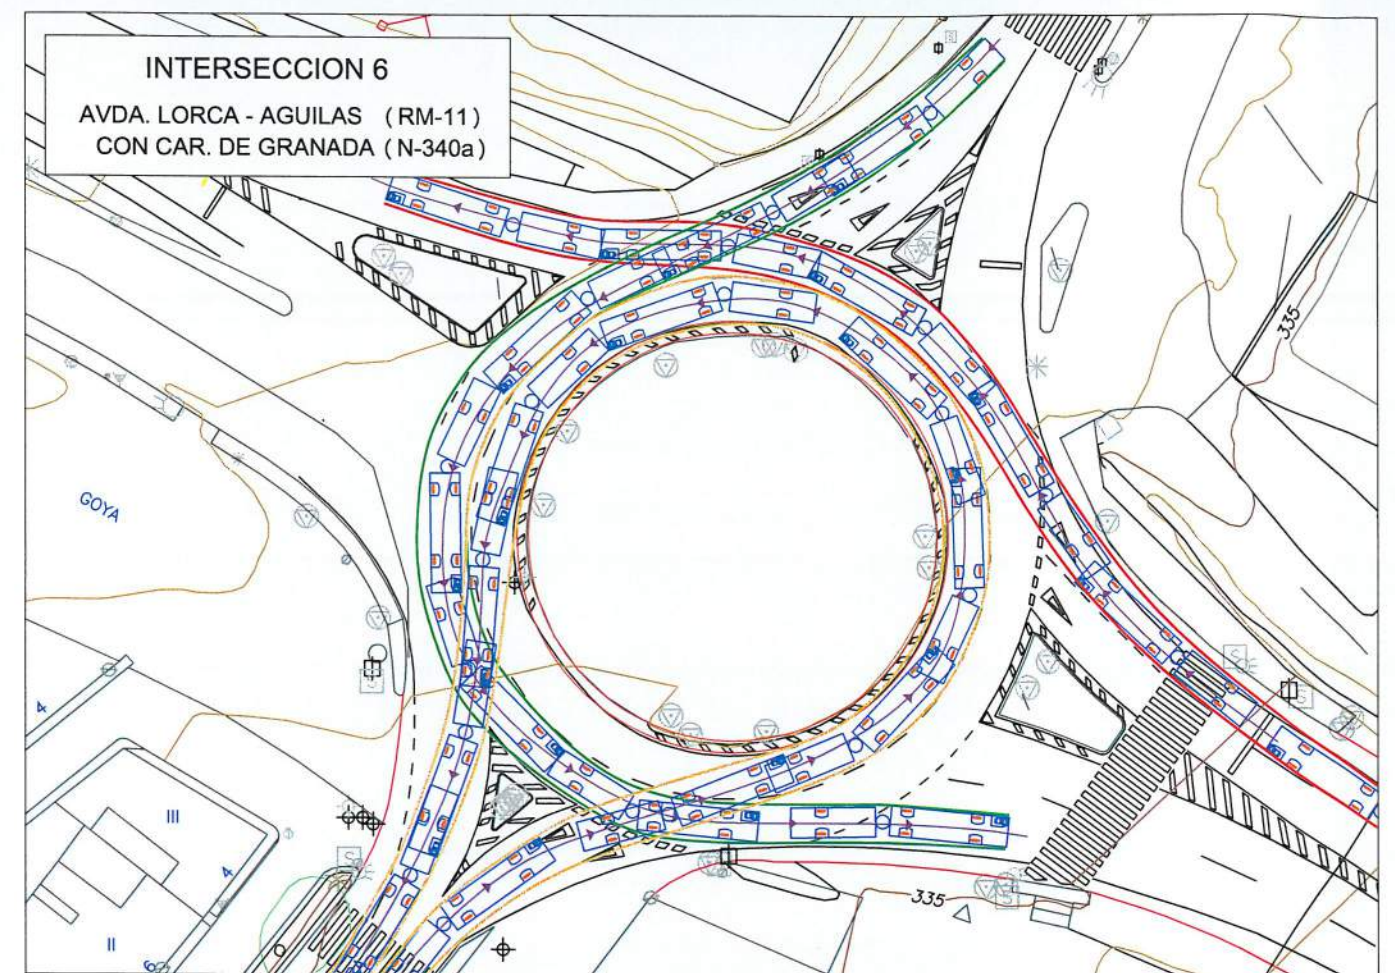 INTERSECCION 6
AVDA. LORCA - AGUILAS (RM-11)
CON CAR. DE GRANADA (N-340a)
335
GOYA
S
4
III
4
S
335
S
II
6